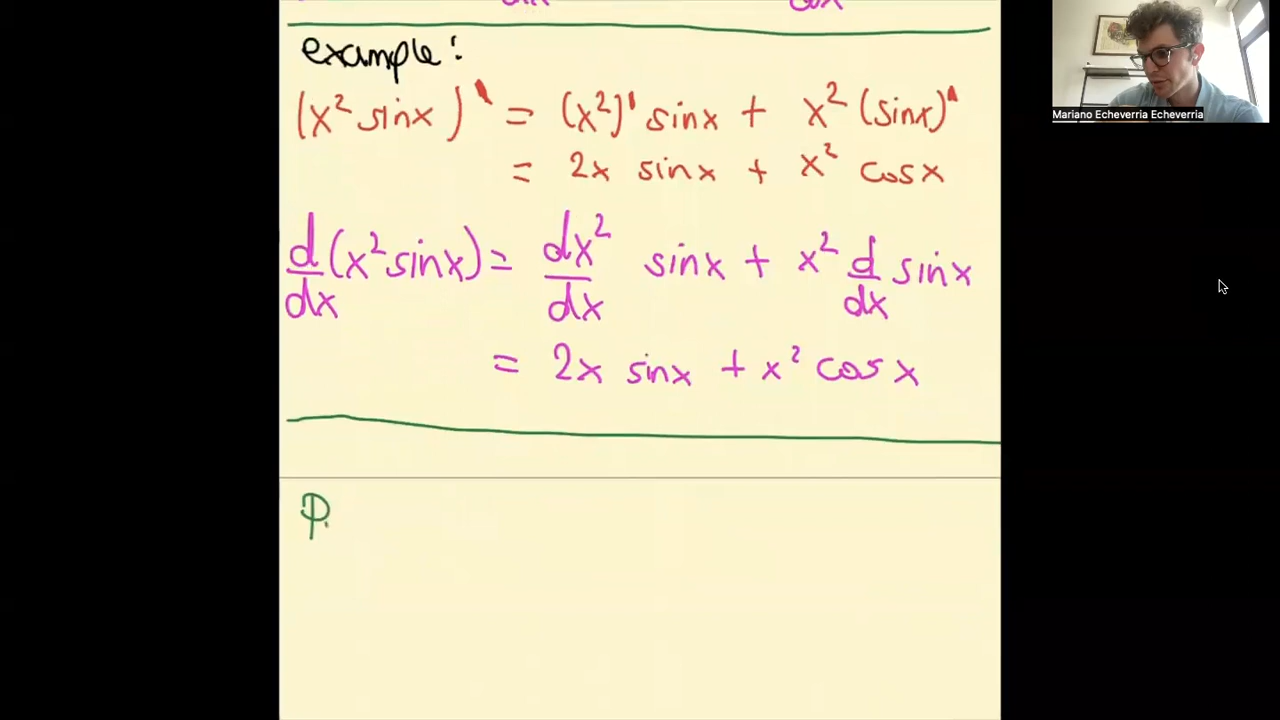 example:
(x² sinx)' = (x²)' sinx + x² (sinx)'
= 2x sinx + x² cosx
d/dx (x² sinx) = dx²/dx sinx + x² d/dx sinx
= 2x sinx + x² cosx
P
Mariano Echeverria Echeverria